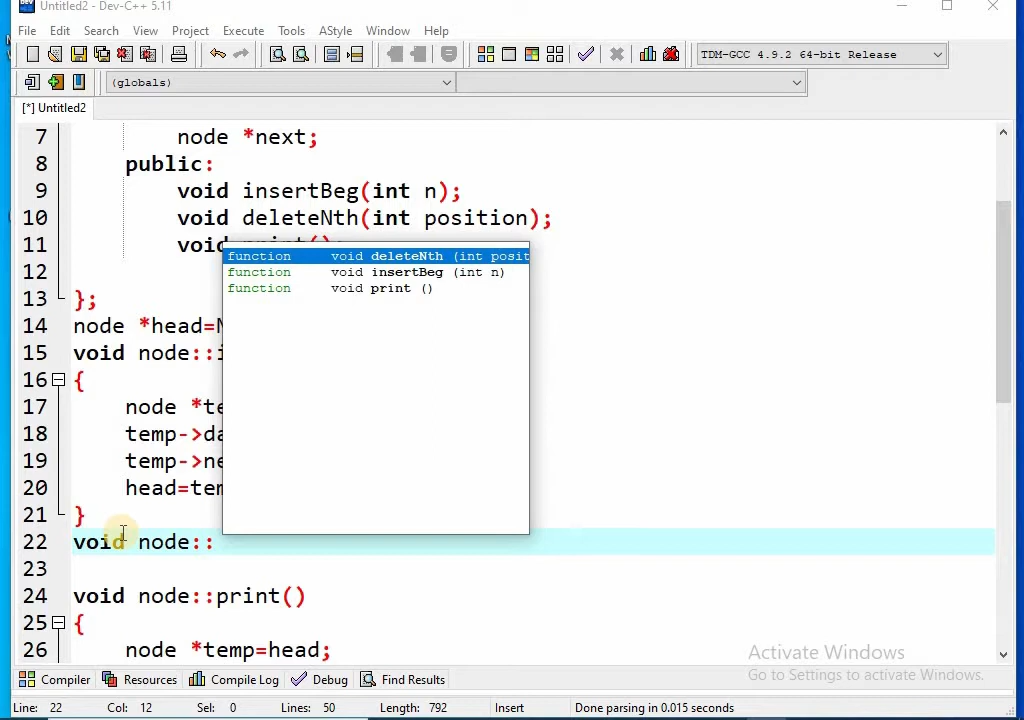 Untitled2 - Dev-C++ 5.11
File Edit Search View Project Execute Tools AStyle Window Help
TDM-GCC 4.9.2 64-bit Release
(globals)
[*] Untitled2
7 node *next;
8 public:
9 void insertBeg(int n);
10 void deleteNth(int position);
11 void print();
function void deleteNth (int posit
function void insertBeg (int n)
function void print ()
12
13 };
14 node *head=N
15 void node::i
16 {
17 node *te
18 temp->da
19 temp->ne
20 head=tem
21 }
22 void node::
23
24 void node::print()
25 {
26 node *temp=head;
Activate Windows
Go to Settings to activate Windows.
Compiler Resources Compile Log Debug Find Results
Line: 22 Col: 12 Sel: 0 Lines: 50 Length: 792 Insert Done parsing in 0.015 seconds